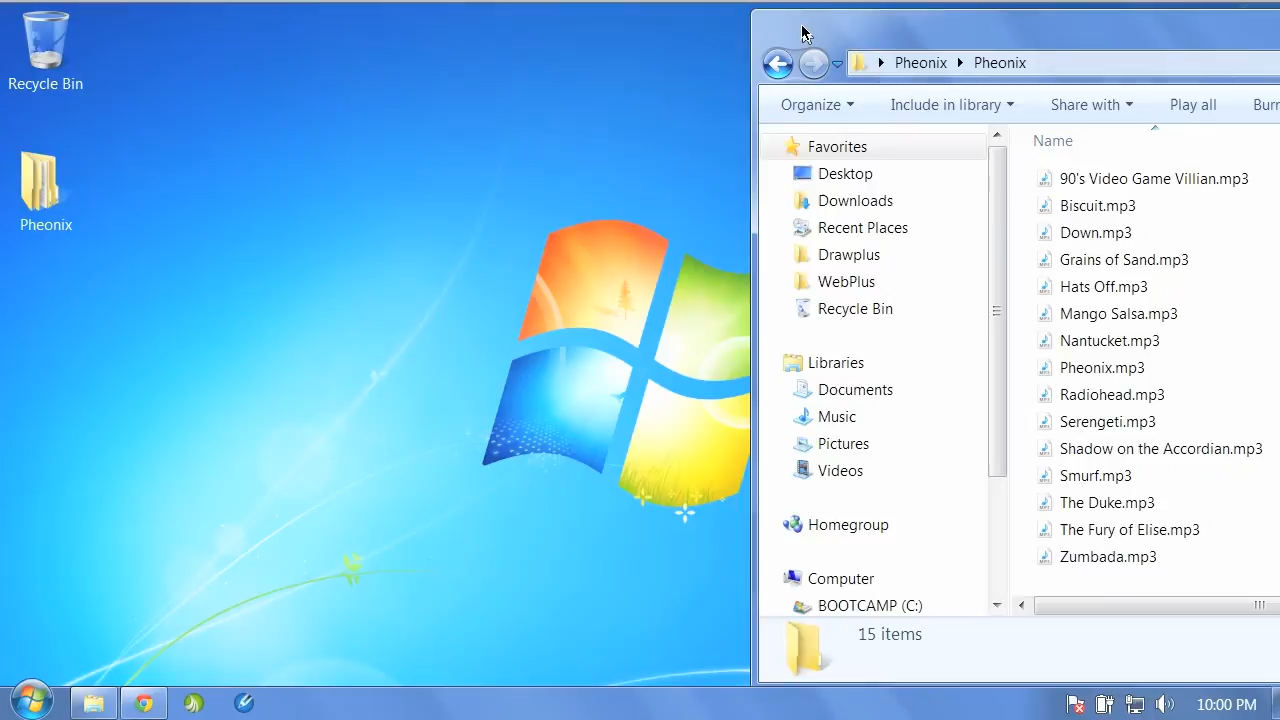 Recycle Bin
Pheonix
Pheonix
Pheonix
Organize
Include in library
Share with
Play all
Burn
Favorites
Desktop
Downloads
Recent Places
Drawplus
WebPlus
Recycle Bin
Libraries
Documents
Music
Pictures
Videos
Homegroup
Computer
BOOTCAMP (C:)
Name
90's Video Game Villian.mp3
Biscuit.mp3
Down.mp3
Grains of Sand.mp3
Hats Off.mp3
Mango Salsa.mp3
Nantucket.mp3
Pheonix.mp3
Radiohead.mp3
Serengeti.mp3
Shadow on the Accordian.mp3
Smurf.mp3
The Duke.mp3
The Fury of Elise.mp3
Zumbada.mp3
15 items
10:00 PM